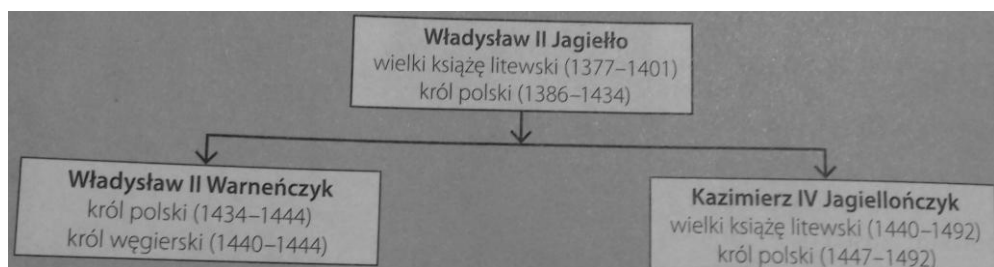 Władysław II Jagiełło
wielki książę litewski (1377–1401)
król polski (1386–1434)
Władysław II Warneńczyk
król polski (1434–1444)
król węgierski (1440–1444)
Kazimierz IV Jagiellończyk
wielki książę litewski (1440–1492)
król polski (1447–1492)